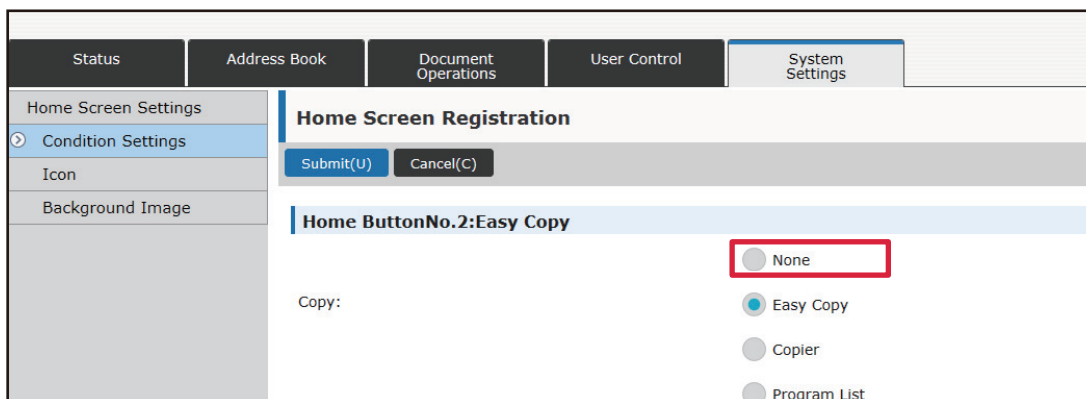 Status
Address Book
Document
Operations
User Control
System
Settings
Home Screen Settings
Condition Settings
Icon
Background Image
Home Screen Registration
Submit(U)
Cancel(C)
Home ButtonNo.2:Easy Copy
None
Copy:
Easy Copy
Copier
Program List